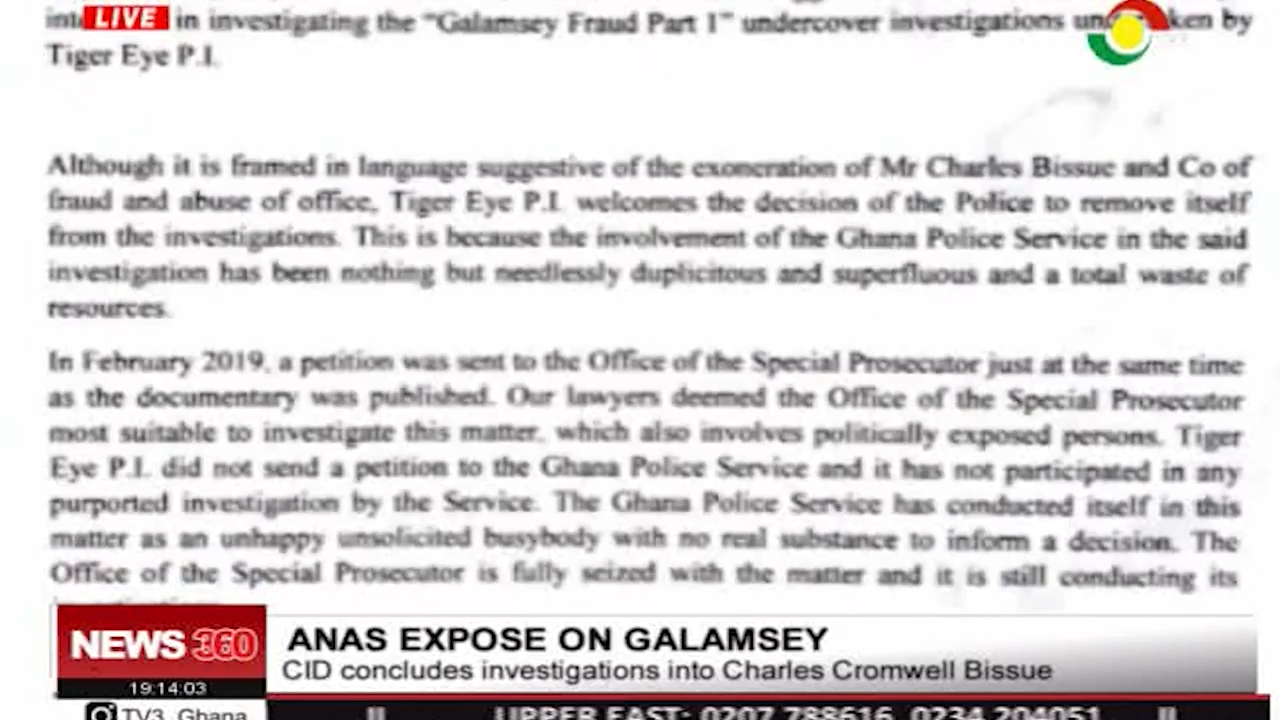 LIVE in investigating the "Galamsey Fraud Part 1" undercover investigations by
Tiger Eye P.I.
Although it is framed in language suggestive of the exoneration of Mr Charles Bissue and Co of
fraud and abuse of office, Tiger Eye P.I. welcomes the decision of the Police to remove itself
from the investigations. This is because the involvement of the Ghana Police Service in the said
investigation has been nothing but needlessly duplicitous and superfluous and a total waste of
resources.
In February 2019, a petition was sent to the Office of the Special Prosecutor just at the same time
as the documentary was published. Our lawyers deemed the Office of the Special Prosecutor
most suitable to investigate this matter, which also involves politically exposed persons. Tiger
Eye P.I. did not send a petition to the Ghana Police Service and it has not participated in any
purported investigation by the Service. The Ghana Police Service has conducted itself in this
matter as an unhappy unsolicited busybody with no real substance to inform a decision. The
Office of the Special Prosecutor is fully seized with the matter and it is still conducting its
NEWS 360
ANAS EXPOSE ON GALAMSEY
CID concludes investigations into Charles Cromwell Bissue
19:14:03
TV3_Ghana
UPPER EAST: 0207 788616, 0234 204051